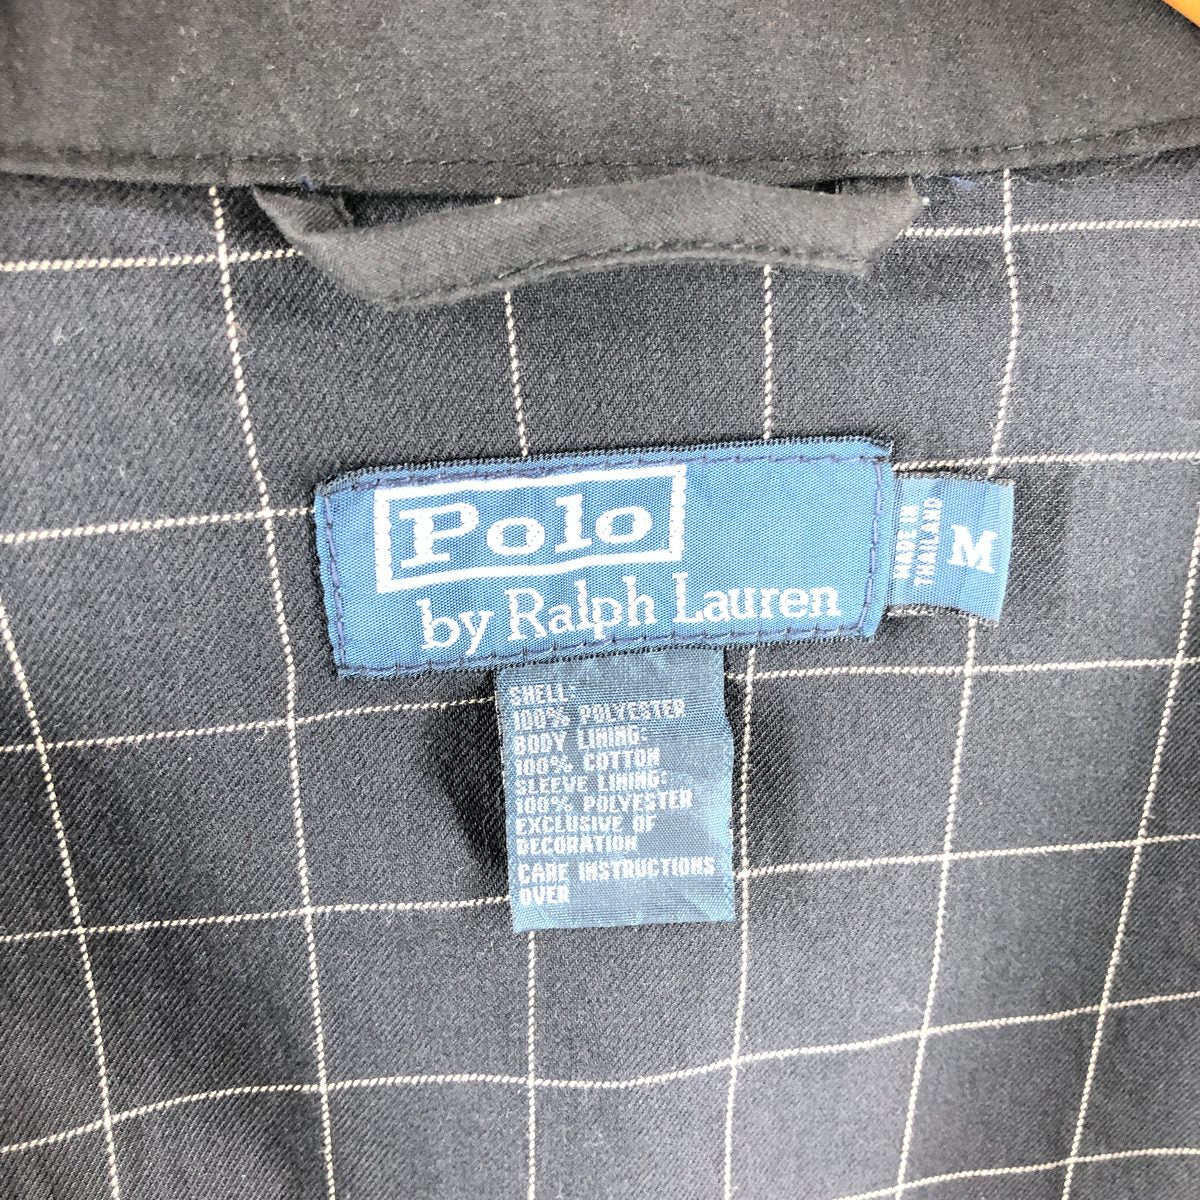 Polo
by Ralph Lauren
MADE IN
THAILAND
M
SHELL:
100% POLYESTER
BODY LINING:
100% COTTON
SLEEVE LINING:
100% POLYESTER
EXCLUSIVE OF
DECORATION
CARE INSTRUCTIONS
OVER